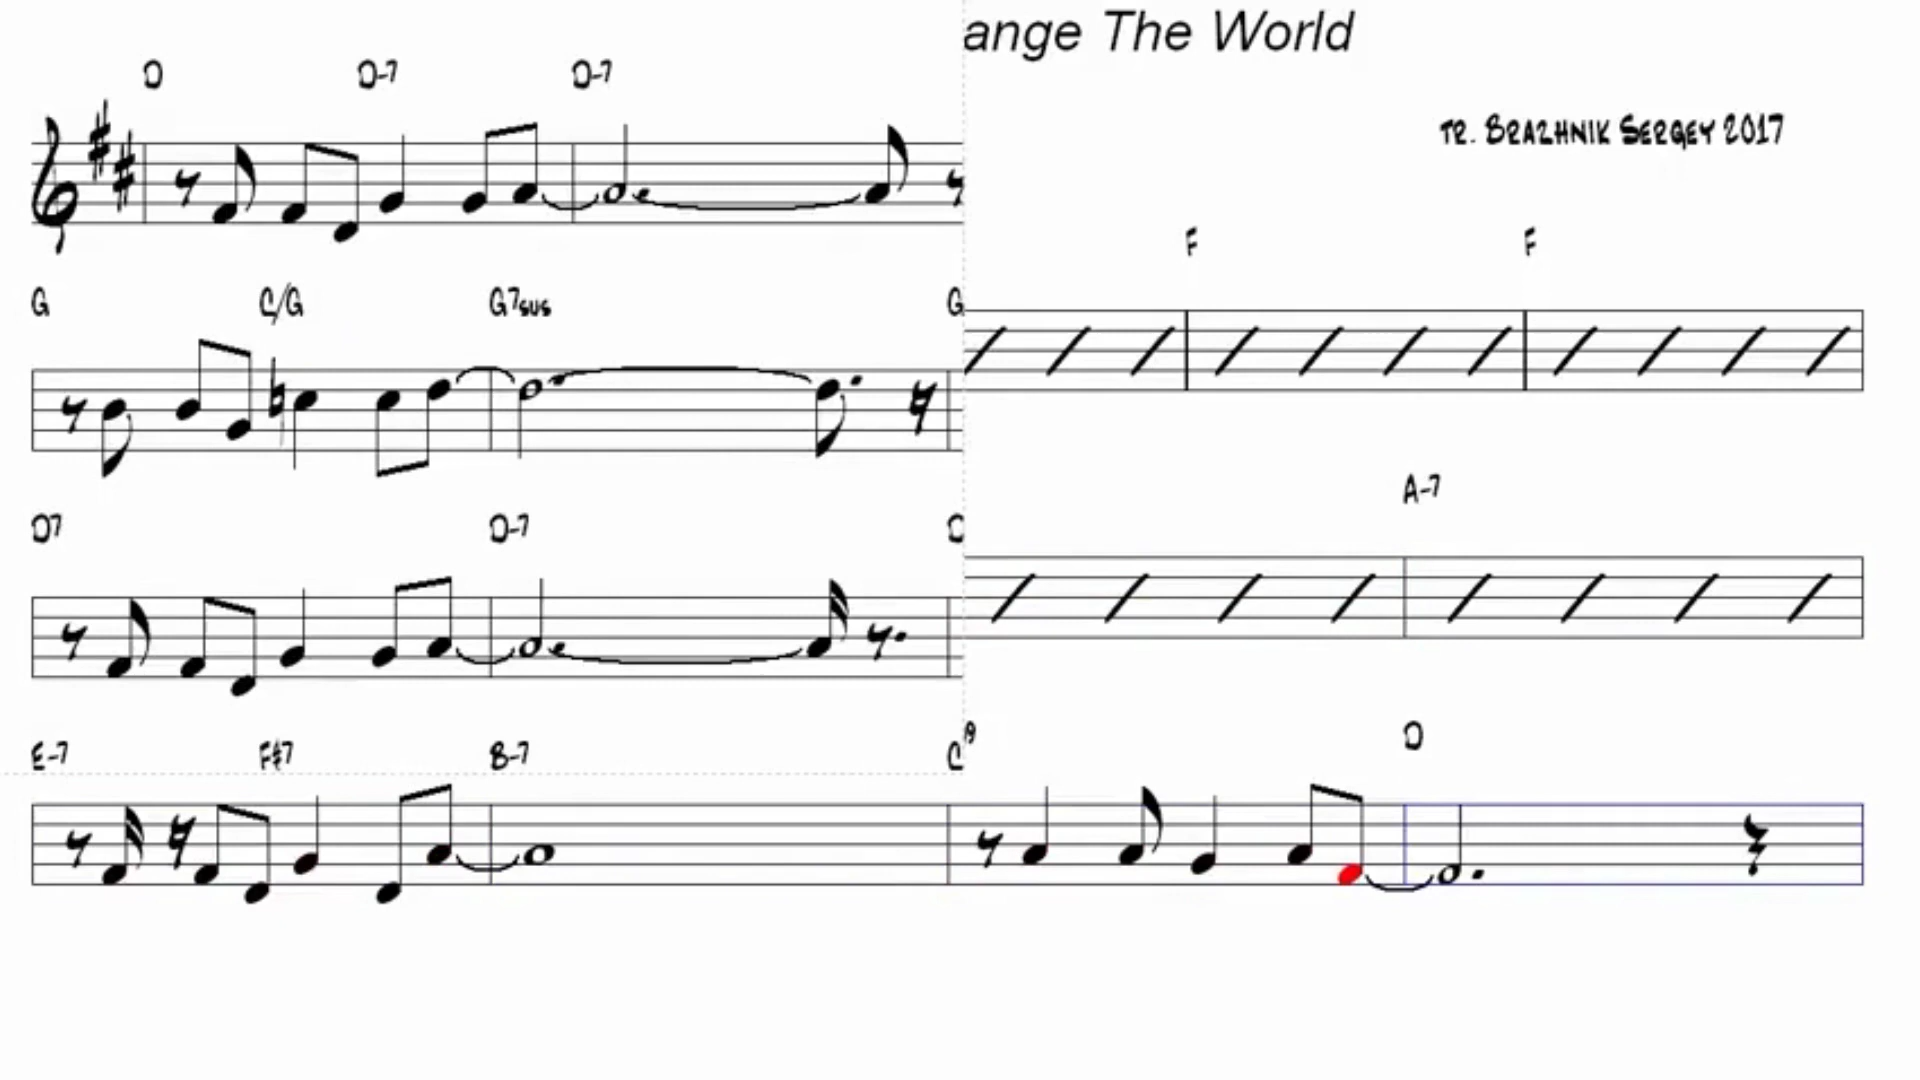 ange The World
TR. BRAZHNIK SERGEY 2017
D D-7 D-7
F F
G C/G G7SUS G
A-7
D7 D-7
D
E-7 F#7 B-7 C